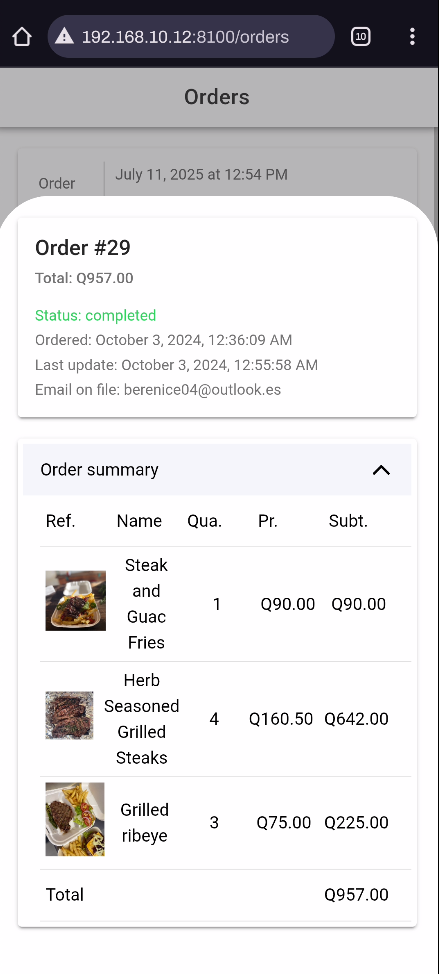 192.168.10.12:8100/orders
10
Orders
Order
July 11, 2025 at 12:54 PM
Order #29
Total: Q957.00
Status: completed
Ordered: October 3, 2024, 12:36:09 AM
Last update: October 3, 2024, 12:55:58 AM
Email on file: berenice04@outlook.es
Order summary
Ref. Name Qua. Pr. Subt.
Steak
and
Guac
Fries
1 Q90.00 Q90.00
Herb
Seasoned
Grilled
Steaks
4 Q160.50 Q642.00
Grilled
ribeye
3 Q75.00 Q225.00
Total Q957.00